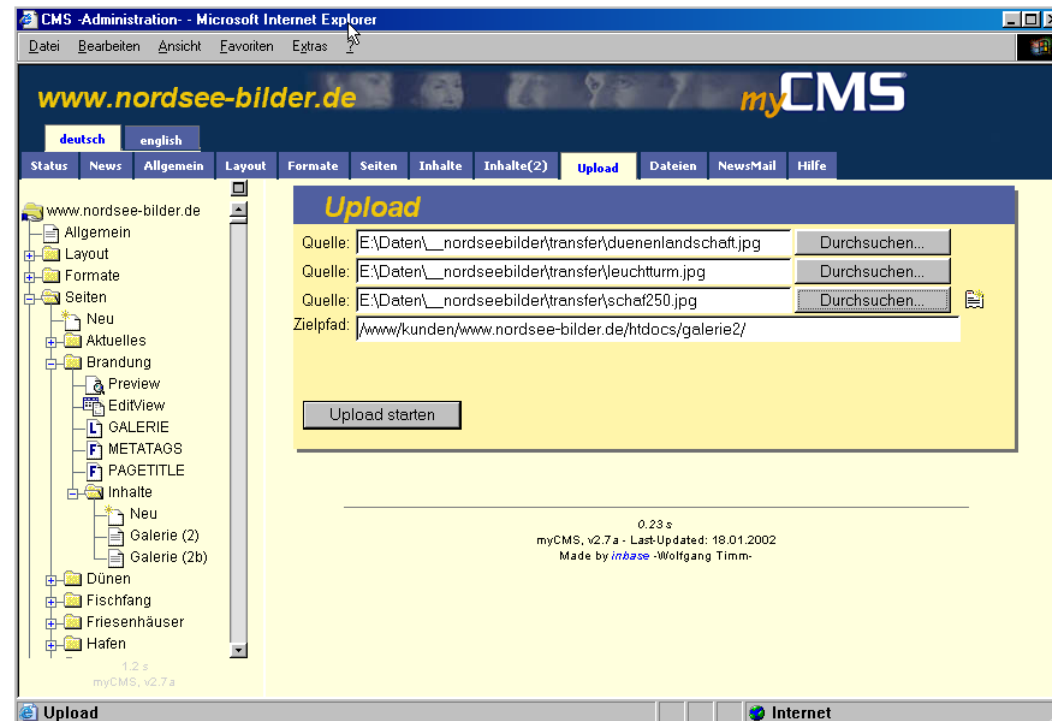 CMS -Administration- - Microsoft Internet Explorer
Datei Bearbeiten Ansicht Favoriten Extras ?
www.nordsee-bilder.de
myCMS
deutsch english
Status News Allgemein Layout Formate Seiten Inhalte Inhalte(2) Upload Dateien NewsMail Hilfe
www.nordsee-bilder.de
Allgemein
Layout
Formate
Seiten
Neu
Aktuelles
Brandung
Preview
EditView
L GALERIE
F METATAGS
F PAGETITLE
Inhalte
Neu
Galerie (2)
Galerie (2b)
Dünen
Fischfang
Friesenhäuser
Hafen
1.2 s
myCMS, v2.7a
Upload
Quelle: E:\Daten\__nordseebilder\transfer\duenenlandschaft.jpg Durchsuchen...
Quelle: E:\Daten\__nordseebilder\transfer\leuchtturm.jpg Durchsuchen...
Quelle: E:\Daten\__nordseebilder\transfer\schaf250.jpg Durchsuchen...
Zielpfad: /www/kunden/www.nordsee-bilder.de/htdocs/galerie2/
Upload starten
0.23 s
myCMS, v2.7a - Last-Updated: 18.01.2002
Made by inbase -Wolfgang Timm-
Upload Internet